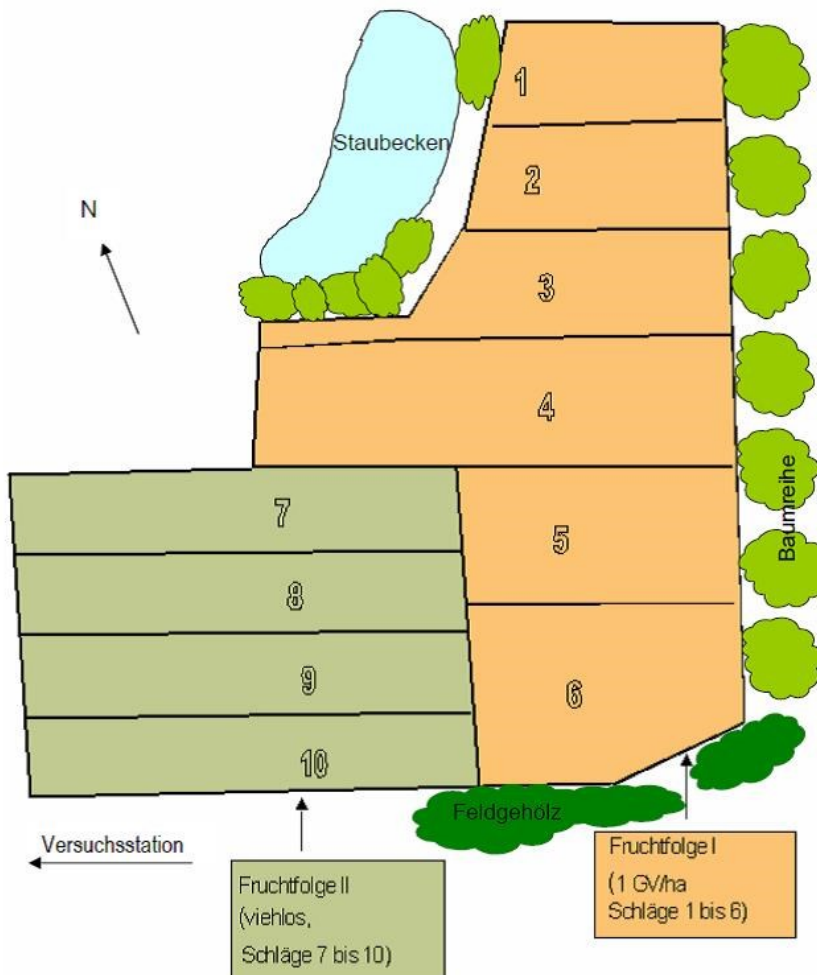 1
Staubecken
2
N
3
4
Baumreihe
7
5
8
9
6
10
Feldgehölz
Versuchsstation
Fruchtfolge I
(1 GV/ha
Schläge 1 bis 6)
Fruchtfolge II
(viehlos,
Schläge 7 bis 10)